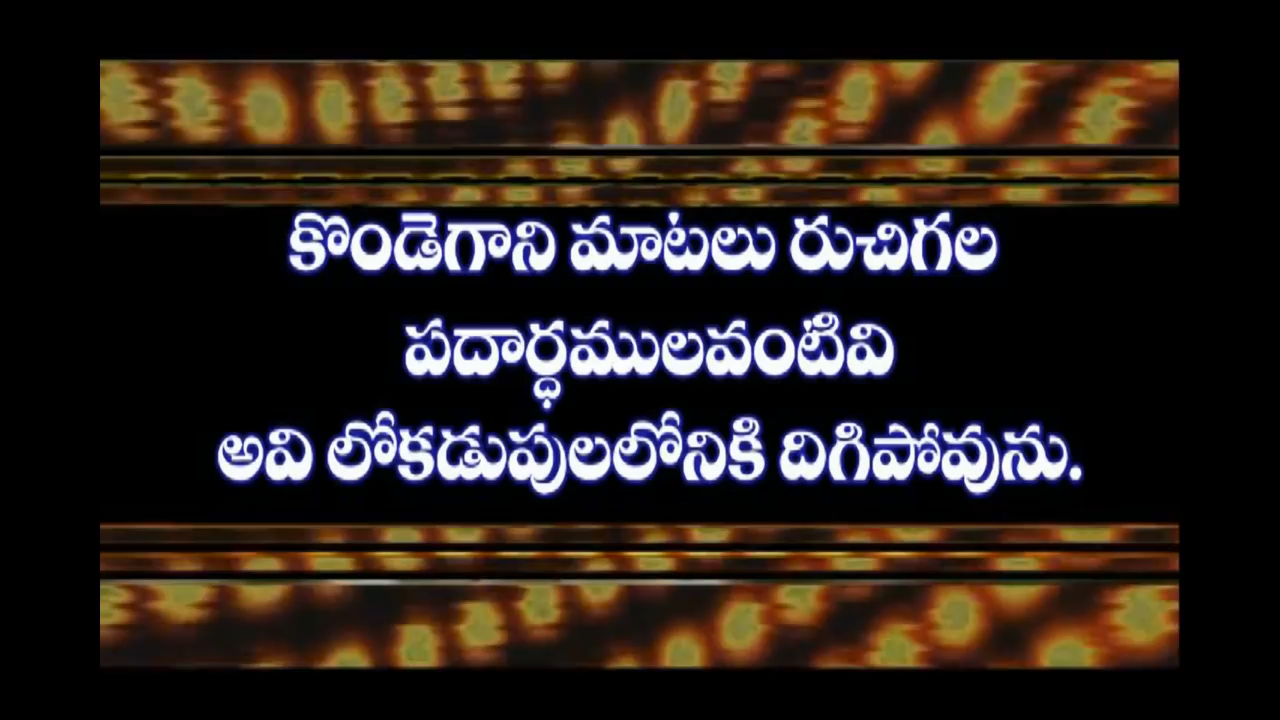 కొండెగాని మాటలు రుచిగల
పదార్థములవంటివి
అవి లోకడుపులలోనికి దిగిపోవును.